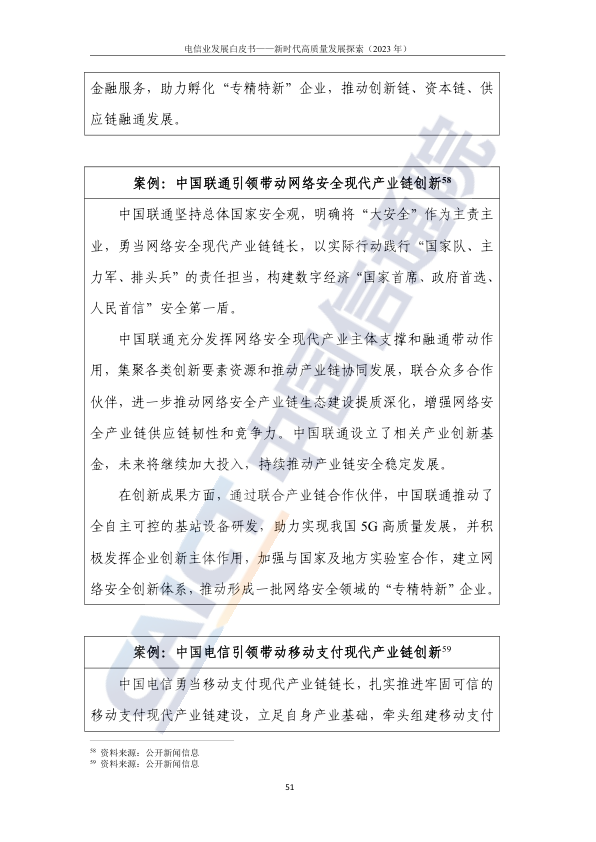 电信业发展白皮书——新时代高质量发展探索（2023 年）
金融服务，助力孵化“专精特新”企业，推动创新链、资本链、供
应链融通发展。
案例：中国联通引领带动网络安全现代产业链创新58
中国联通坚持总体国家安全观，明确将“大安全”作为主责主
业，勇当网络安全现代产业链链长，以实际行动践行“国家队、主
力军、排头兵”的责任担当，构建数字经济“国家首席、政府首选、
人民首信”安全第一盾。
中国联通充分发挥网络安全现代产业主体支撑和融通带动作
用，集聚各类创新要素资源和推动产业链协同发展，联合众多合作
伙伴，进一步推动网络安全产业链生态建设提质深化，增强网络安
全产业链供应链韧性和竞争力。中国联通设立了相关产业创新基
金，未来将继续加大投入，持续推动产业链安全稳定发展。
在创新成果方面，通过联合产业链合作伙伴，中国联通推动了
全自主可控的基站设备研发，助力实现我国 5G 高质量发展，并积
极发挥企业创新主体作用，加强与国家及地方实验室合作，建立网
络安全创新体系，推动形成一批网络安全领域的“专精特新”企业。
案例：中国电信引领带动移动支付现代产业链创新59
中国电信勇当移动支付现代产业链链长，扎实推进牢固可信的
移动支付现代产业链建设，立足自身产业基础，牵头组建移动支付
58 资料来源：公开新闻信息
59 资料来源：公开新闻信息
51
CAICT 中国信通院